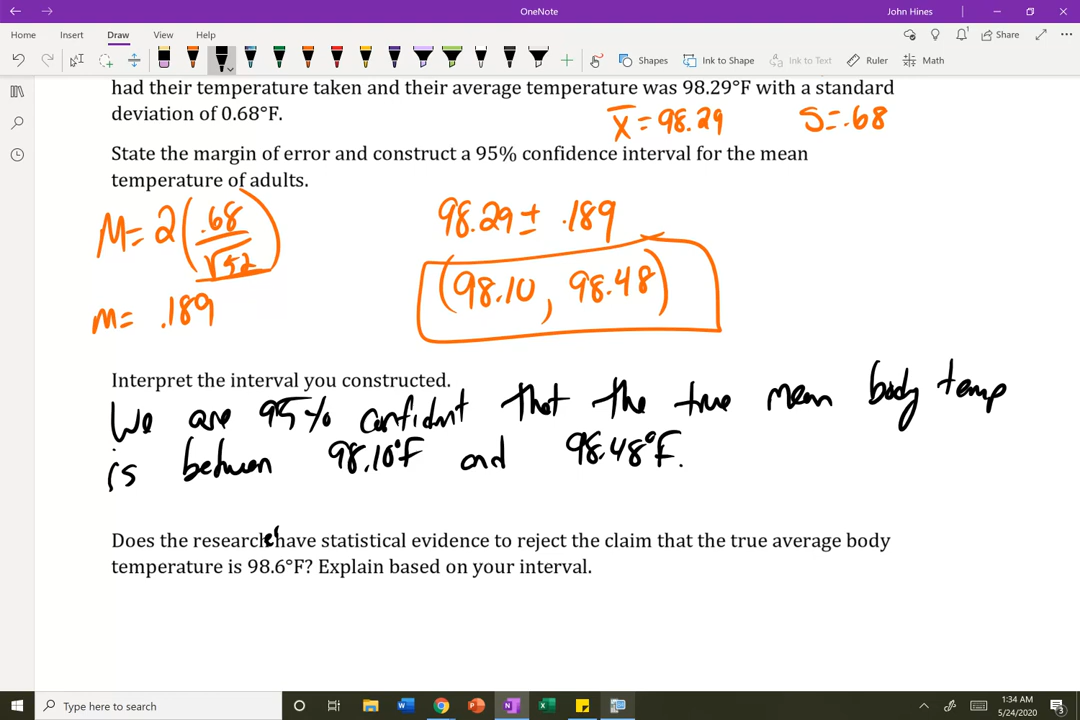 OneNote
John Hines
Home Insert Draw View Help
Share
Shapes Ink to Shape Ink to Text Ruler Math
had their temperature taken and their average temperature was 98.29°F with a standard
deviation of 0.68°F.
x̅ = 98.29 S=.68
State the margin of error and construct a 95% confidence interval for the mean
temperature of adults.
M= 2(.68/√52)
98.29 ± .189
(98.10, 98.48)
m= .189
Interpret the interval you constructed.
We are 95% confident that the true mean body temp
is between 98.10°F and 98.48°F.
Does the researcher have statistical evidence to reject the claim that the true average body
temperature is 98.6°F? Explain based on your interval.
Type here to search
1:34 AM
5/24/2020
3